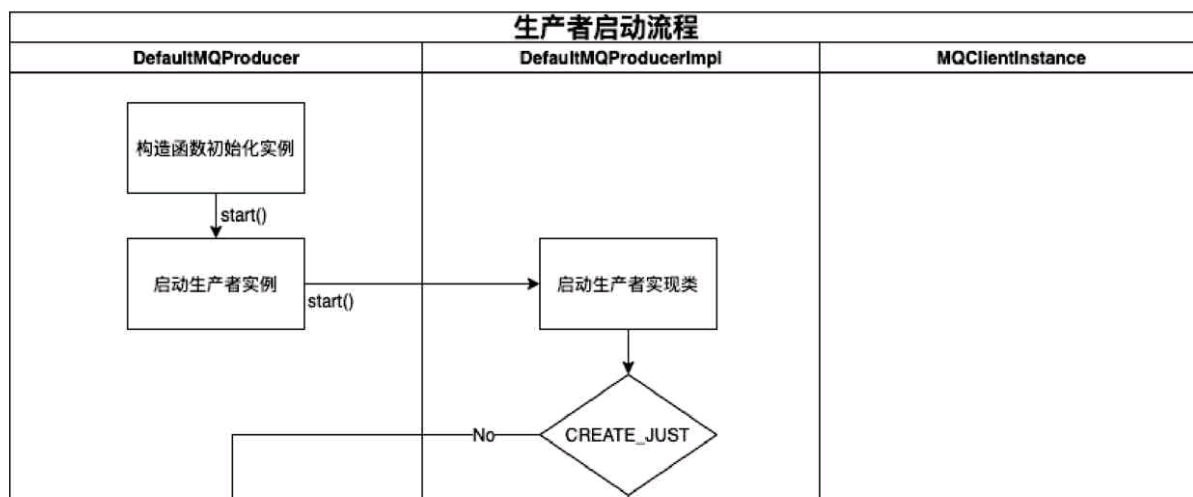 生产者启动流程
DefaultMQProducer
DefaultMQProducerImpl
MQClientInstance
构造函数初始化实例
start()
启动生产者实例
start()
启动生产者实现类
No
CREATE_JUST